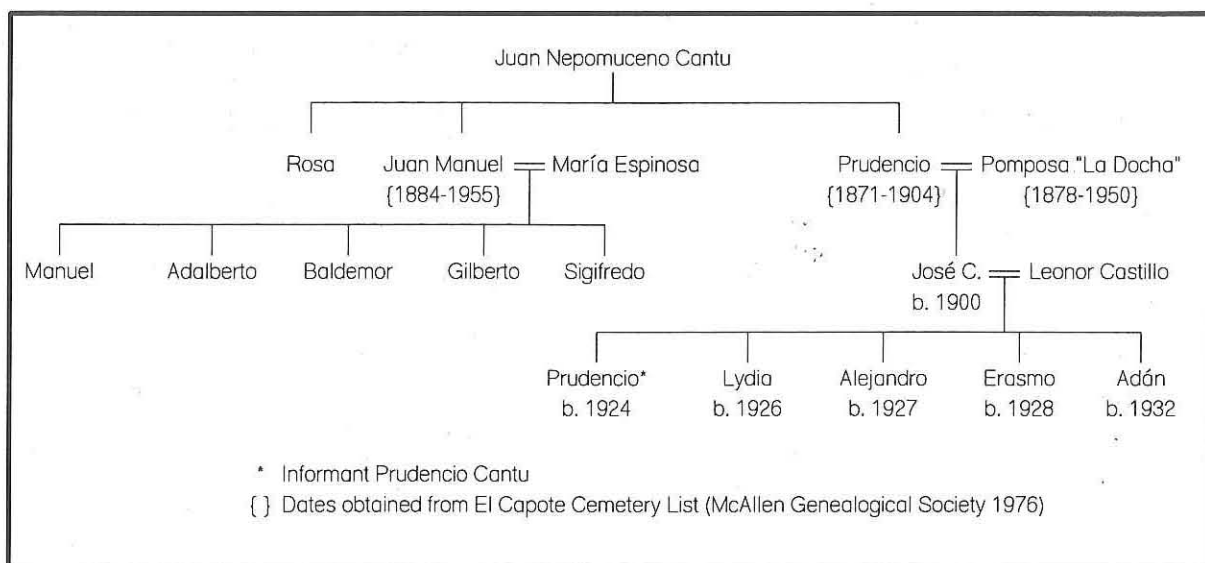 Juan Nepomuceno Cantu
Rosa Juan Manuel María Espinosa Prudencio Pomposa "La Docha"
{1884-1955} {1871-1904} {1878-1950}
Manuel Adalberto Baldemor Gilberto Sigifredo José C. Leonor Castillo
b. 1900
Prudencio* Lydia Alejandro Erasmo Adán
b. 1924 b. 1926 b. 1927 b. 1928 b. 1932
* Informant Prudencio Cantu
{ } Dates obtained from El Capote Cemetery List (McAllen Genealogical Society 1976)